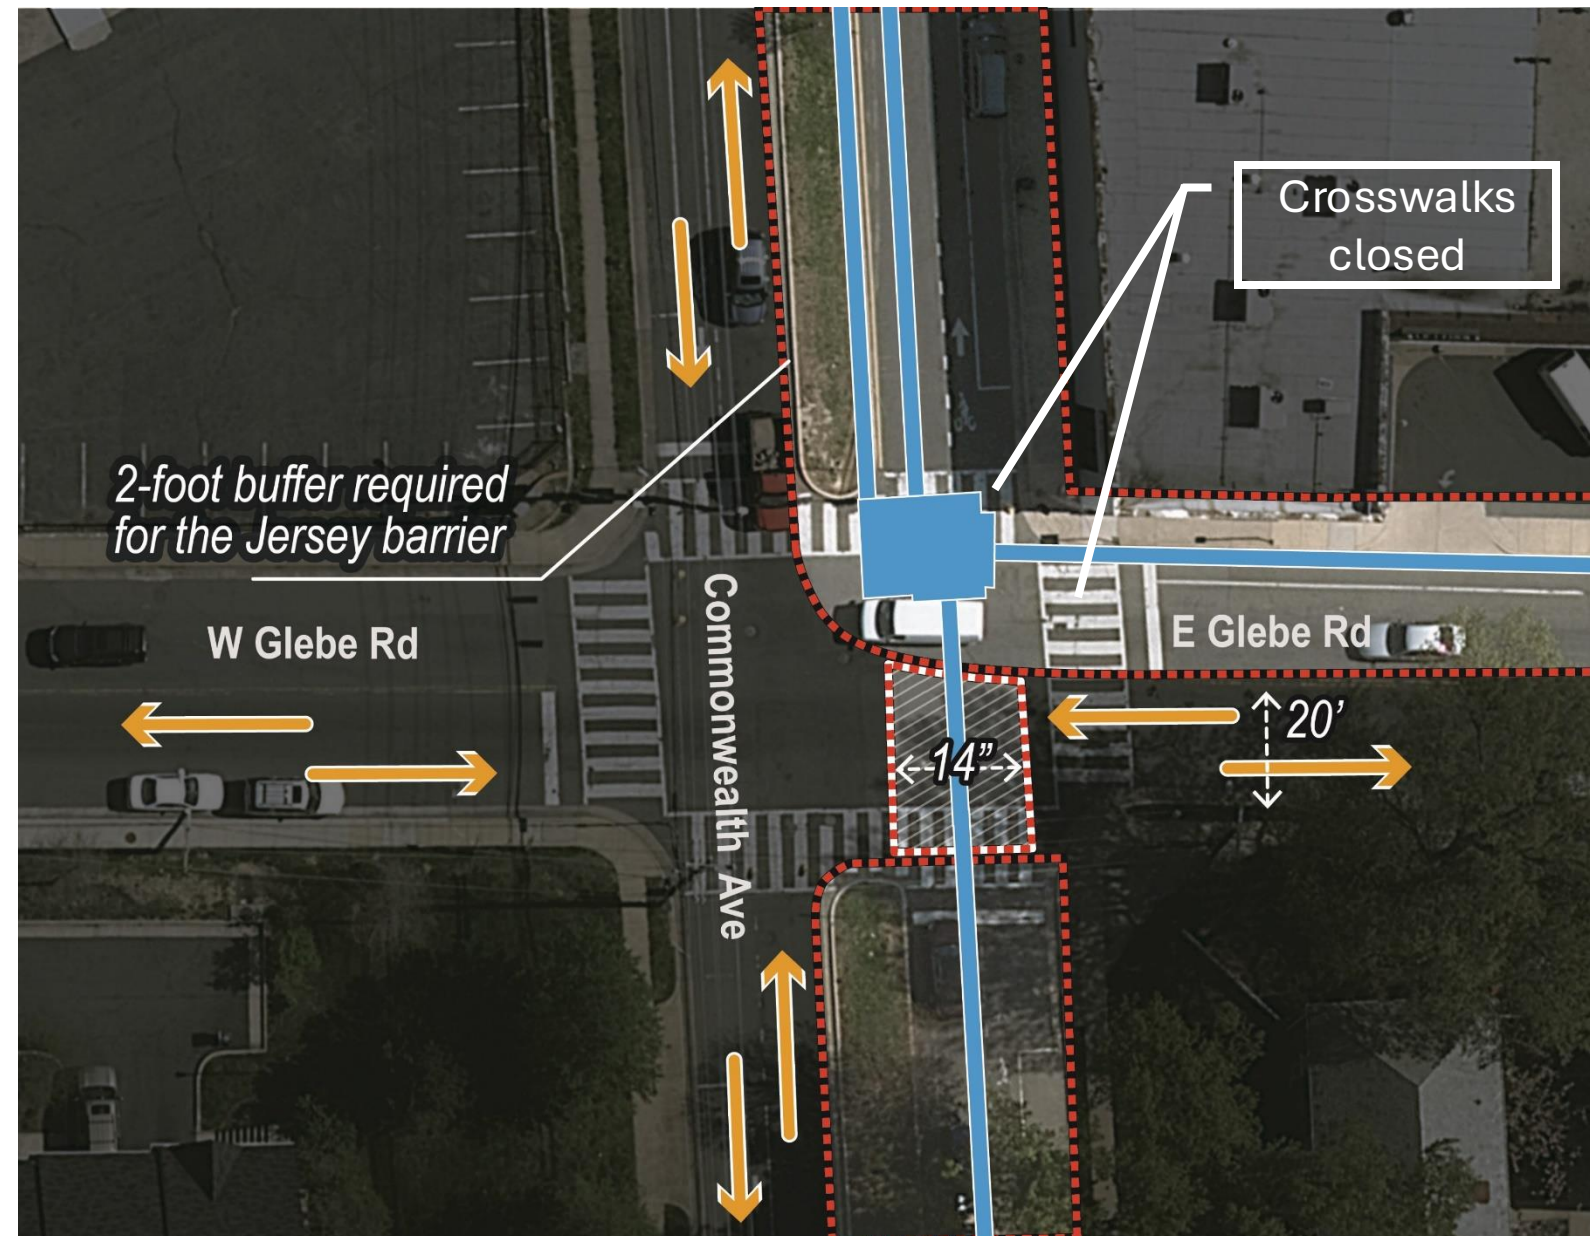 Crosswalks
closed
2-foot buffer required
for the Jersey barrier
W Glebe Rd
Commonwealth Ave
E Glebe Rd
20’
14”